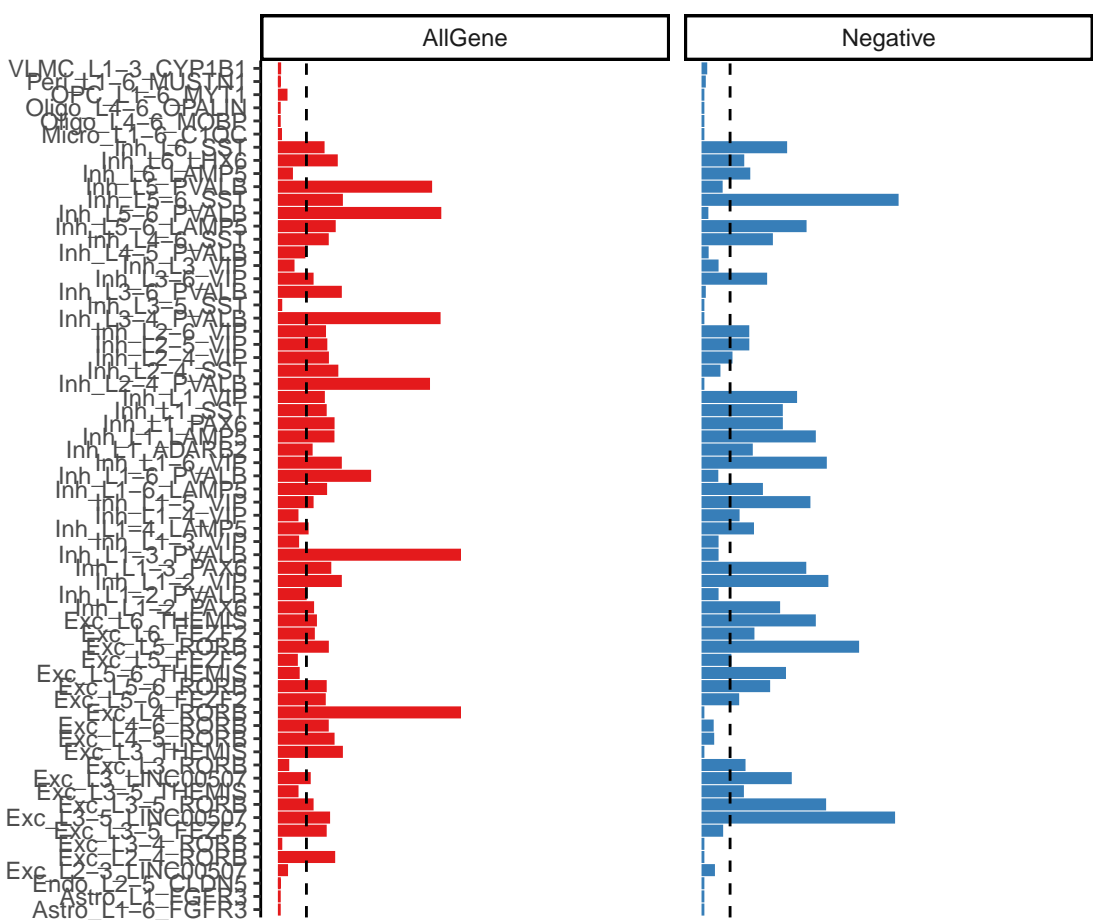 AllGene
Negative
VLMC_L1−3_CYP1B1
Peri_L1−6_MUSTN1
OPC_L1−6_MYT1
Oligo_L4−6_OPALIN
Oligo_L4−6_MOBP
Micro_L1−6_C1QC
Inh_L6_SST
Inh_L6_LHX6
Inh_L6_LAMP5
Inh_L5_PVALB
Inh_L5−6_SST
Inh_L5−6_PVALB
Inh_L5−6_LAMP5
Inh_L4−6_SST
Inh_L4−5_PVALB
Inh_L3_VIP
Inh_L3−6_VIP
Inh_L3−6_PVALB
Inh_L3−5_SST
Inh_L3−4_PVALB
Inh_L2−6_VIP
Inh_L2−5_VIP
Inh_L2−4_VIP
Inh_L2−4_SST
Inh_L2−4_PVALB
Inh_L1_VIP
Inh_L1_SST
Inh_L1_PAX6
Inh_L1_LAMP5
Inh_L1_ADARB2
Inh_L1−6_VIP
Inh_L1−6_PVALB
Inh_L1−6_LAMP5
Inh_L1−5_VIP
Inh_L1−4_VIP
Inh_L1−4_LAMP5
Inh_L1−3_VIP
Inh_L1−3_PVALB
Inh_L1−3_PAX6
Inh_L1−2_VIP
Inh_L1−2_PVALB
Inh_L1−2_PAX6
Exc_L6_THEMIS
Exc_L6_FEZF2
Exc_L5_RORB
Exc_L5_FEZF2
Exc_L5−6_THEMIS
Exc_L5−6_RORB
Exc_L5−6_FEZF2
Exc_L4_RORB
Exc_L4−6_RORB
Exc_L4−5_RORB
Exc_L3_THEMIS
Exc_L3_RORB
Exc_L3_LINC00507
Exc_L3−5_THEMIS
Exc_L3−5_RORB
Exc_L3−5_LINC00507
Exc_L3−5_FEZF2
Exc_L3−4_RORB
Exc_L2−4_RORB
Exc_L2−3_LINC00507
Endo_L2−5_CLDN5
Astro_L1_FGFR3
Astro_L1−6_FGFR3